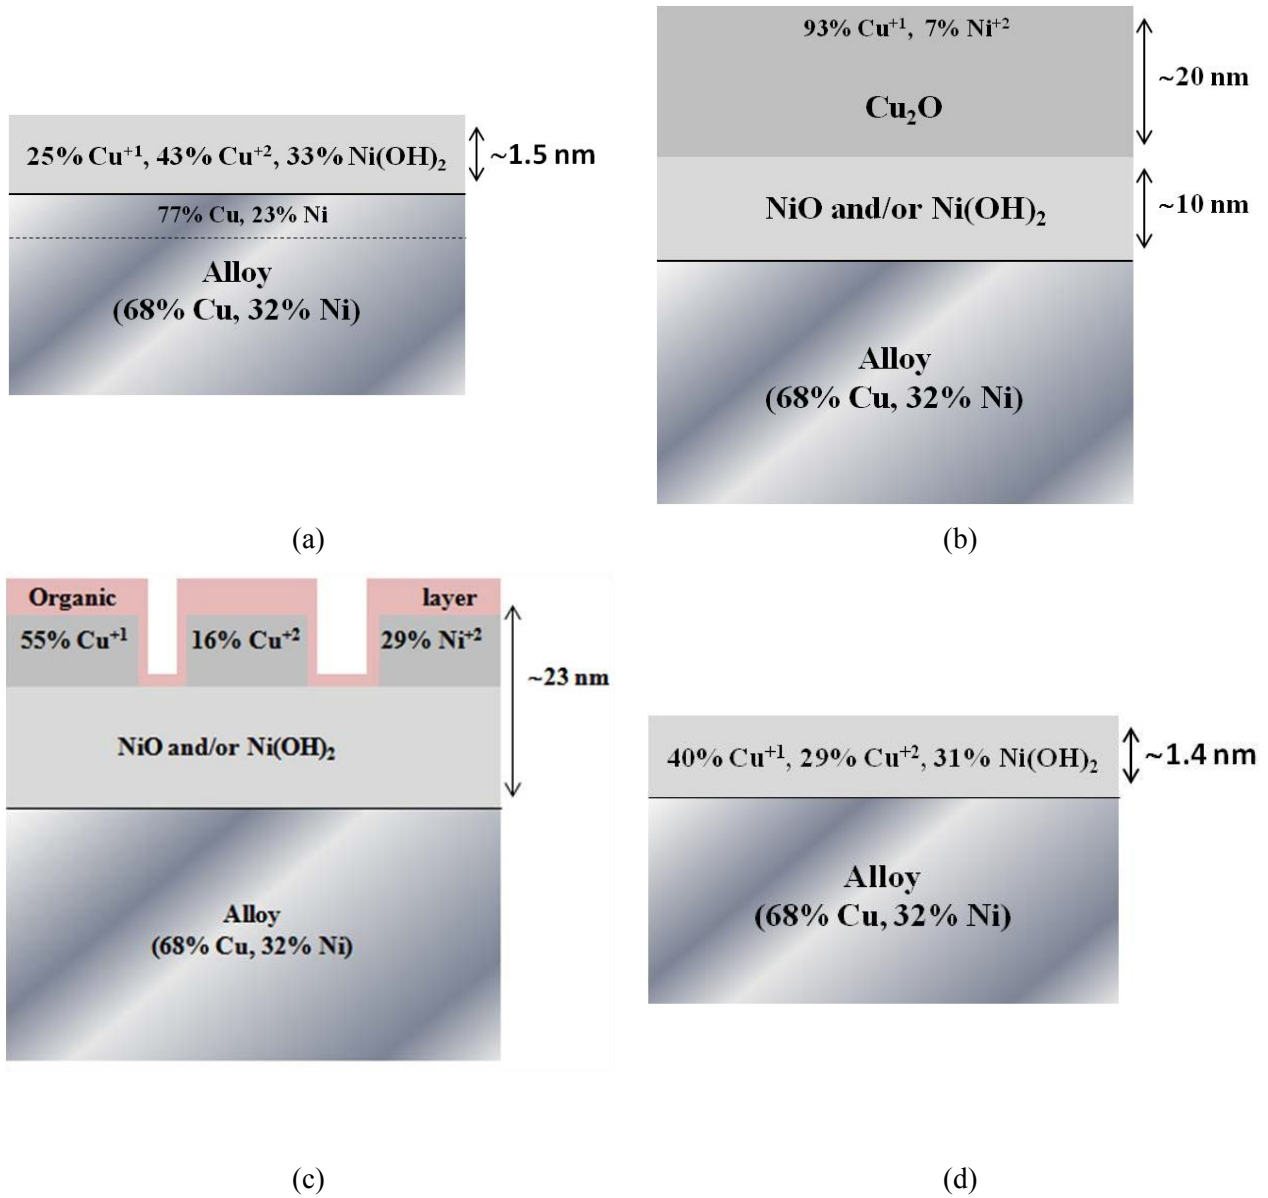 25% Cu⁺¹, 43% Cu⁺², 33% Ni(OH)₂
~1.5 nm
77% Cu, 23% Ni
Alloy
(68% Cu, 32% Ni)
(a)
93% Cu⁺¹, 7% Ni⁺²
Cu₂O
~20 nm
NiO and/or Ni(OH)₂
~10 nm
Alloy
(68% Cu, 32% Ni)
(b)
Organic layer
55% Cu⁺¹ 16% Cu⁺² 29% Ni⁺²
~23 nm
NiO and/or Ni(OH)₂
Alloy
(68% Cu, 32% Ni)
(c)
40% Cu⁺¹, 29% Cu⁺², 31% Ni(OH)₂
~1.4 nm
Alloy
(68% Cu, 32% Ni)
(d)